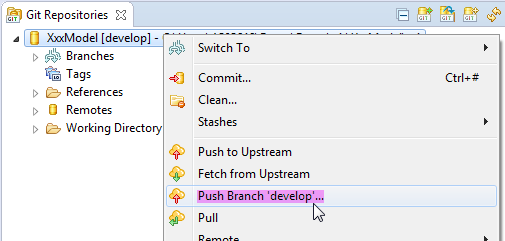 Git Repositories
XxxModel [develop] -
Branches
Tags
References
Remotes
Working Directory
Switch To
Commit... Ctrl+#
Clean...
Stashes
Push to Upstream
Fetch from Upstream
Push Branch 'develop'...
Pull
Remote